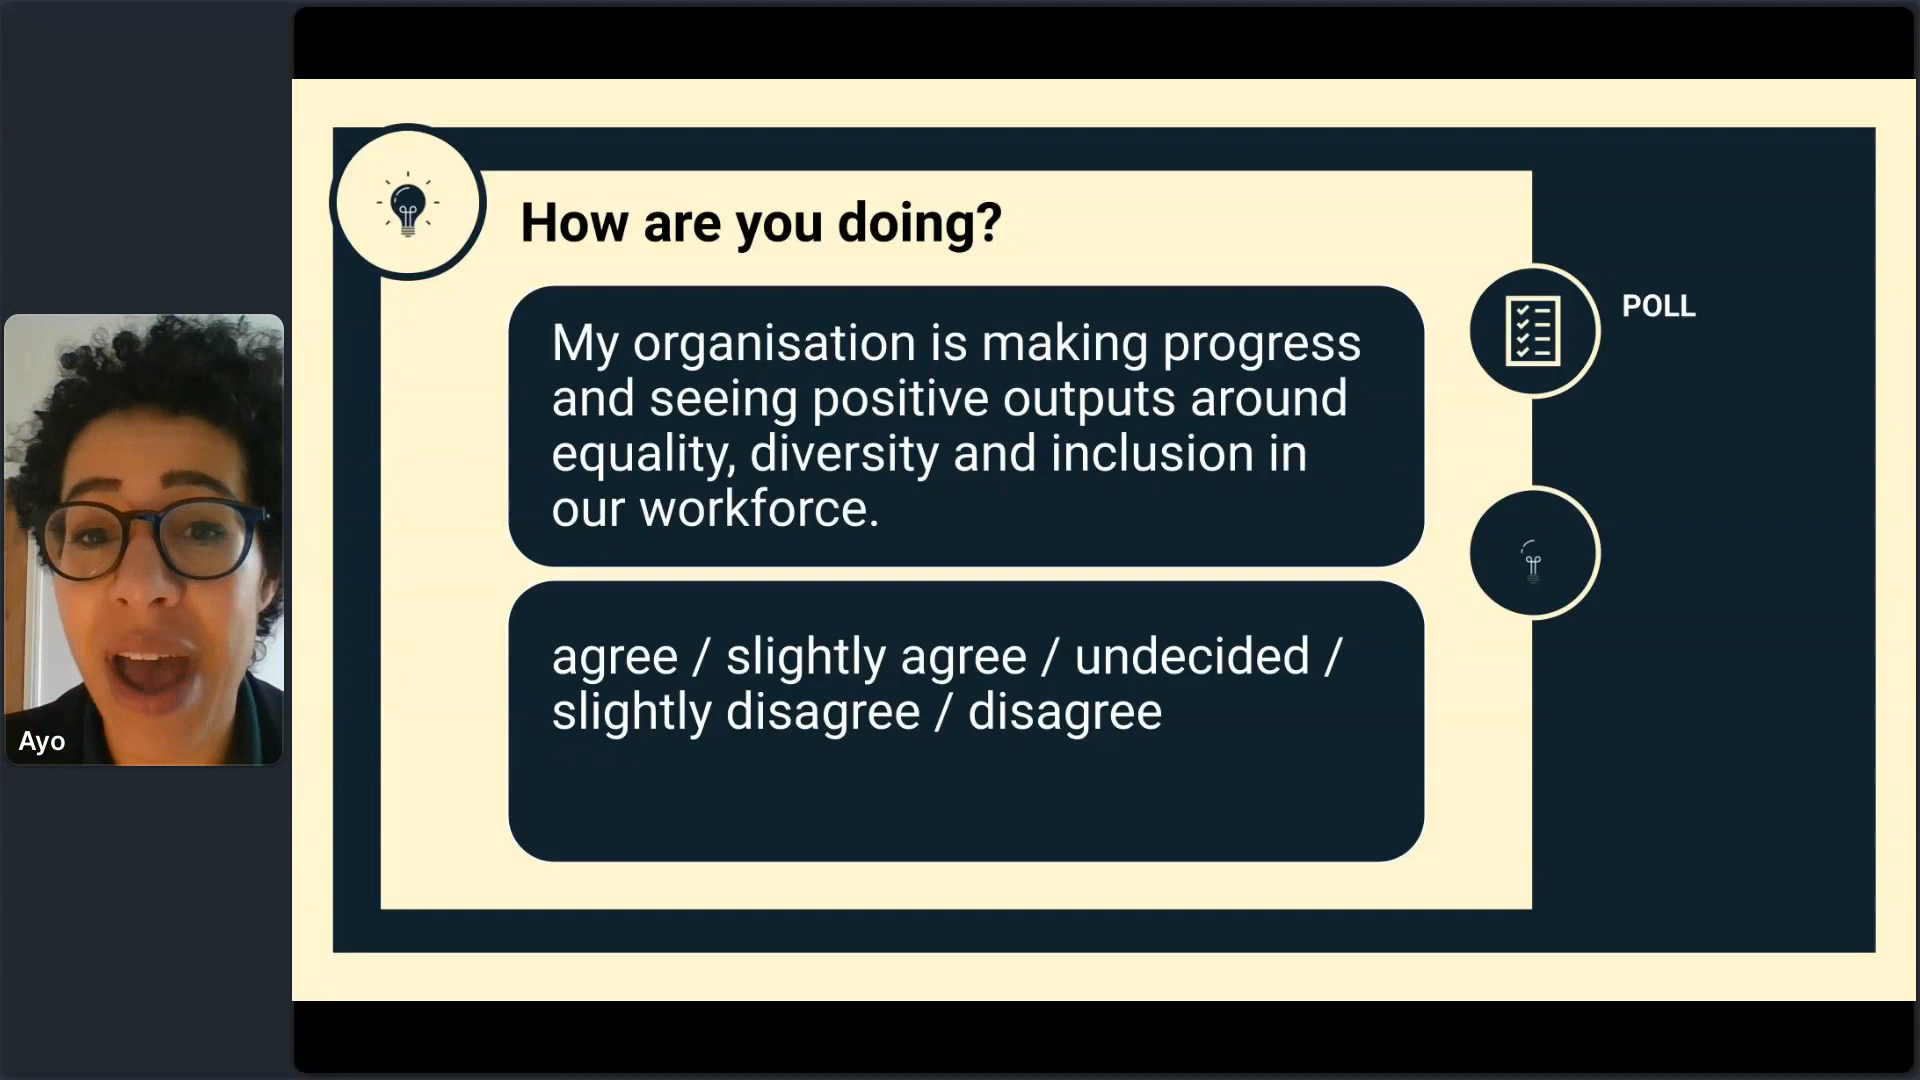 How are you doing?
My organisation is making progress
and seeing positive outputs around
equality, diversity and inclusion in
our workforce.
agree / slightly agree / undecided /
slightly disagree / disagree
POLL
Ayo